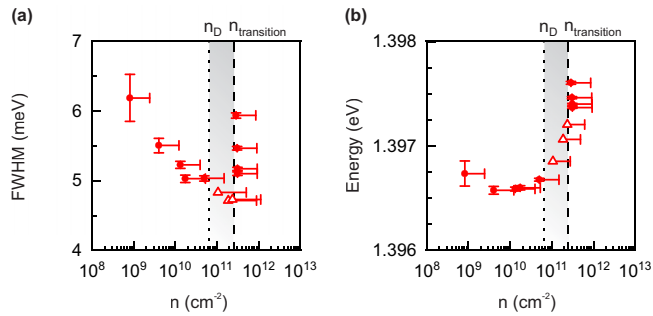 (a)
n_D n_transition
FWHM (meV)
7
6
5
4
10^8 10^9 10^10 10^11 10^12 10^13
n (cm^-2)
(b)
n_D n_transition
Energy (eV)
1.398
1.397
1.396
10^8 10^9 10^10 10^11 10^12 10^13
n (cm^-2)